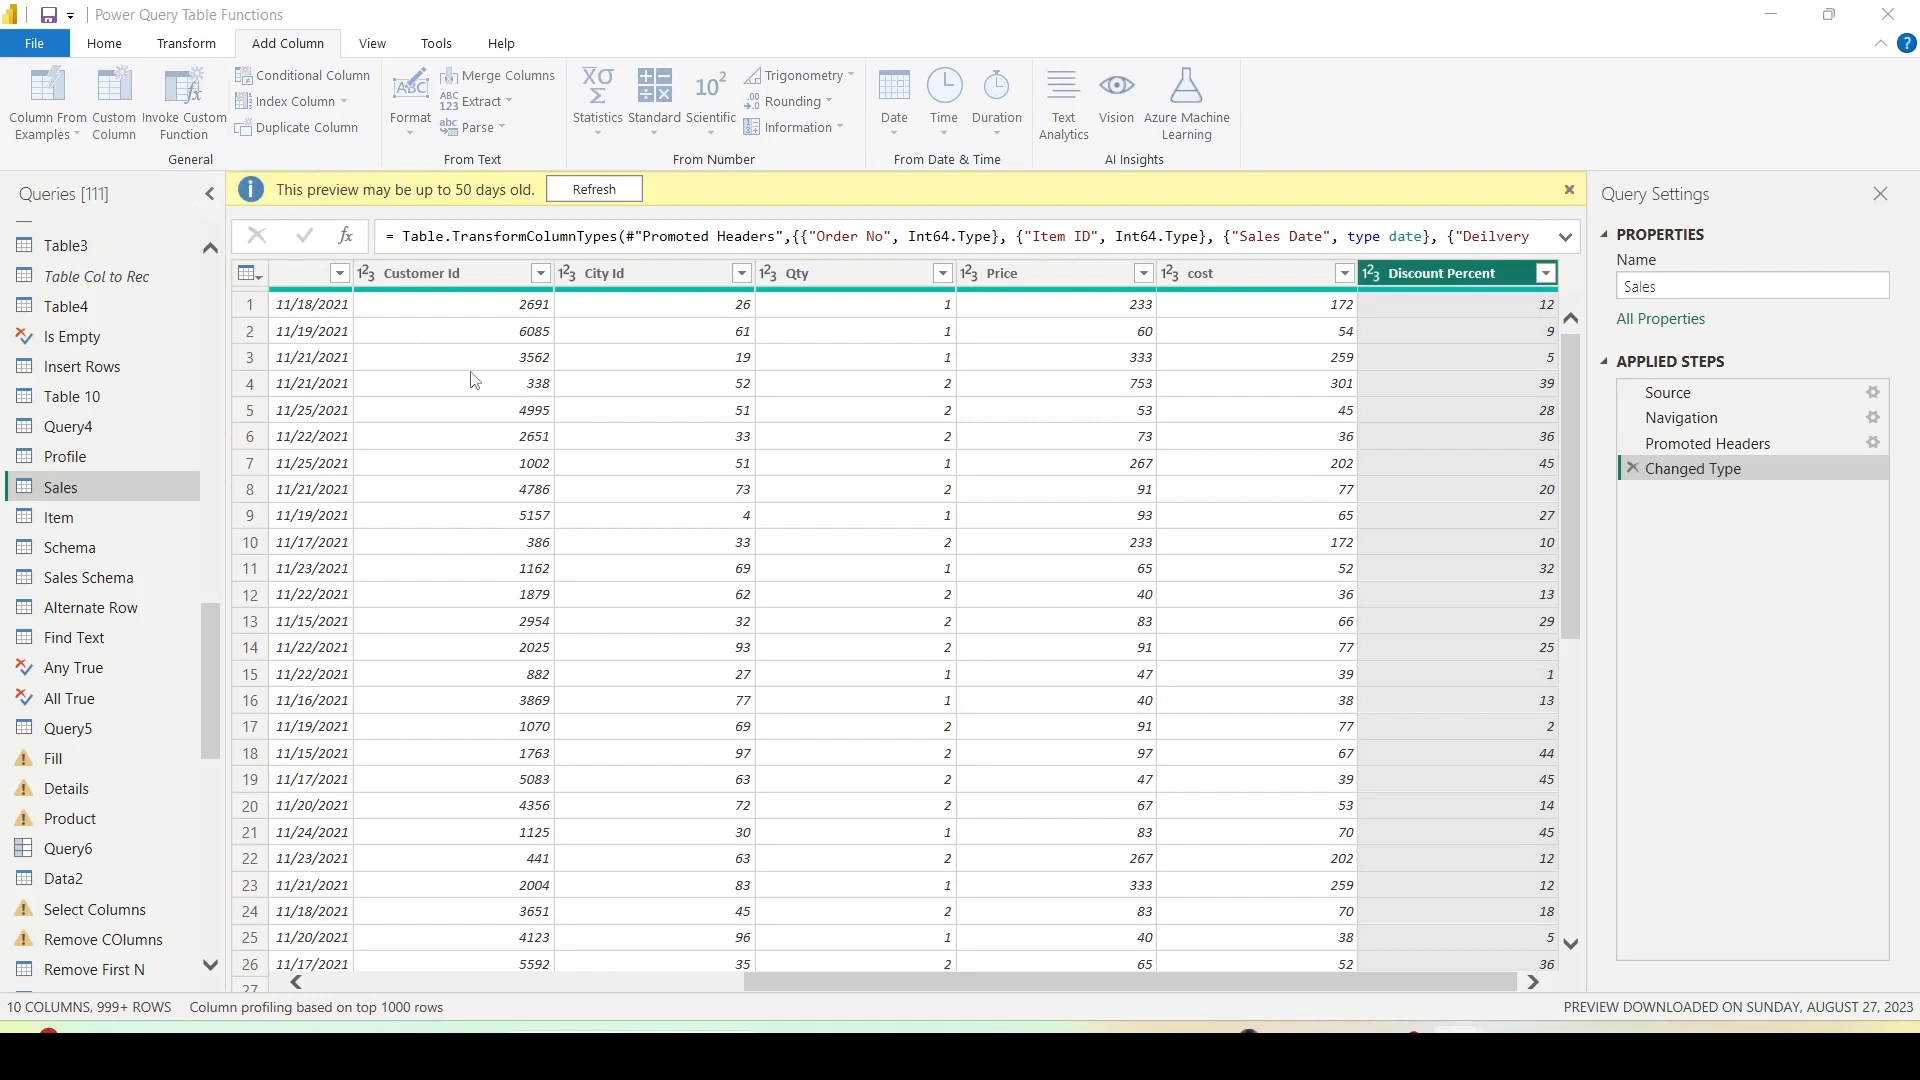 Power Query Table Functions
File Home Transform Add Column View Tools Help
Column From Examples
Custom Column
Invoke Custom Function
Conditional Column
Index Column
Duplicate Column
General
Format
Merge Columns
Extract
Parse
From Text
Statistics
Standard
Scientific
Trigonometry
Rounding
Information
From Number
Date
Time
Duration
From Date & Time
Text Analytics
Vision
Azure Machine Learning
AI Insights
Queries [111]
Table3
Table Col to Rec
Table4
Is Empty
Insert Rows
Table 10
Query4
Profile
Sales
Item
Schema
Sales Schema
Alternate Row
Find Text
Any True
All True
Query5
Fill
Details
Product
Query6
Data2
Select Columns
Remove COlumns
Remove First N
This preview may be up to 50 days old. Refresh
= Table.TransformColumnTypes(#"Promoted Headers",{{"Order No", Int64.Type}, {"Item ID", Int64.Type}, {"Sales Date", type date}, {"Deilvery
Customer Id City Id Qty Price cost Discount Percent
1 11/18/2021 2691 26 1 233 172 12
2 11/19/2021 6085 61 1 60 54 9
3 11/21/2021 3562 19 1 333 259 5
4 11/21/2021 338 52 2 753 301 39
5 11/25/2021 4995 51 2 53 45 28
6 11/22/2021 2651 33 2 73 36 36
7 11/25/2021 1002 51 1 267 202 45
8 11/21/2021 4786 73 2 91 77 20
9 11/19/2021 5157 4 1 93 65 27
10 11/17/2021 386 33 2 233 172 10
11 11/23/2021 1162 69 1 65 52 32
12 11/22/2021 1879 62 2 40 36 13
13 11/15/2021 2954 32 2 83 66 29
14 11/22/2021 2025 93 2 91 77 25
15 11/22/2021 882 27 1 47 39 1
16 11/16/2021 3869 77 1 40 38 13
17 11/19/2021 1070 69 2 91 77 2
18 11/15/2021 1763 97 2 97 67 44
19 11/17/2021 5083 63 2 47 39 45
20 11/20/2021 4356 72 2 67 53 14
21 11/24/2021 1125 30 1 83 70 45
22 11/23/2021 441 63 2 267 202 12
23 11/21/2021 2004 83 1 333 259 12
24 11/18/2021 3651 45 2 83 70 18
25 11/20/2021 4123 96 1 40 38 5
26 11/17/2021 5592 35 2 65 52 36
27
Query Settings
PROPERTIES
Name
Sales
All Properties
APPLIED STEPS
Source
Navigation
Promoted Headers
Changed Type
10 COLUMNS, 999+ ROWS Column profiling based on top 1000 rows
PREVIEW DOWNLOADED ON SUNDAY, AUGUST 27, 2023